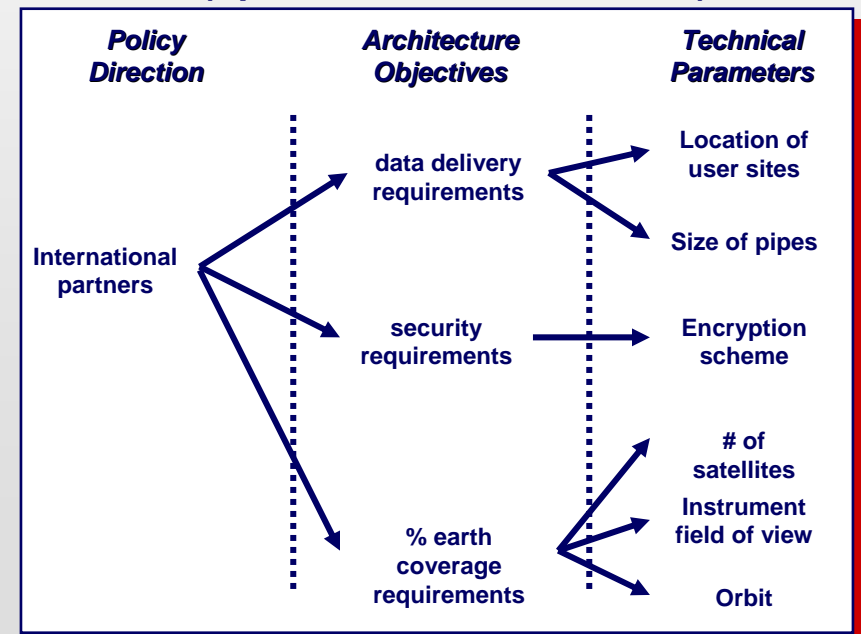 Policy
Direction
Architecture
Objectives
Technical
Parameters
International
partners
data delivery
requirements
security
requirements
% earth
coverage
requirements
Location of
user sites
Size of pipes
Encryption
scheme
# of
satellites
Instrument
field of view
Orbit